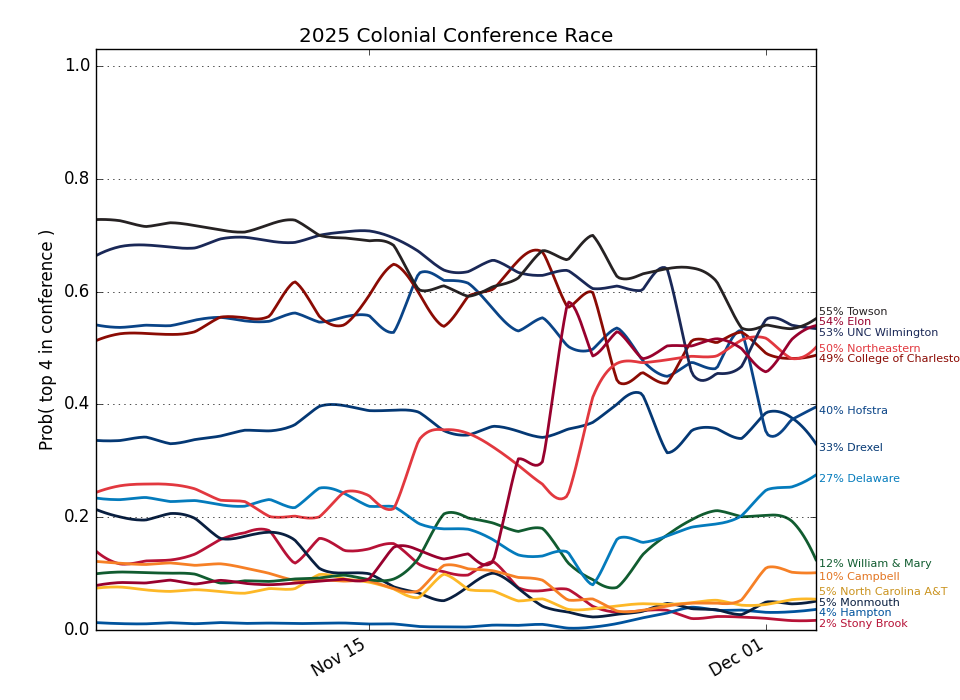 2025 Colonial Conference Race
Prob( top 4 in conference )
1.0
0.8
0.6
0.4
0.2
0.0
Nov 15
Dec 01
55% Towson
54% Elon
53% UNC Wilmington
50% Northeastern
49% College of Charlesto
40% Hofstra
33% Drexel
27% Delaware
12% William & Mary
10% Campbell
5% North Carolina A&T
5% Monmouth
4% Hampton
2% Stony Brook